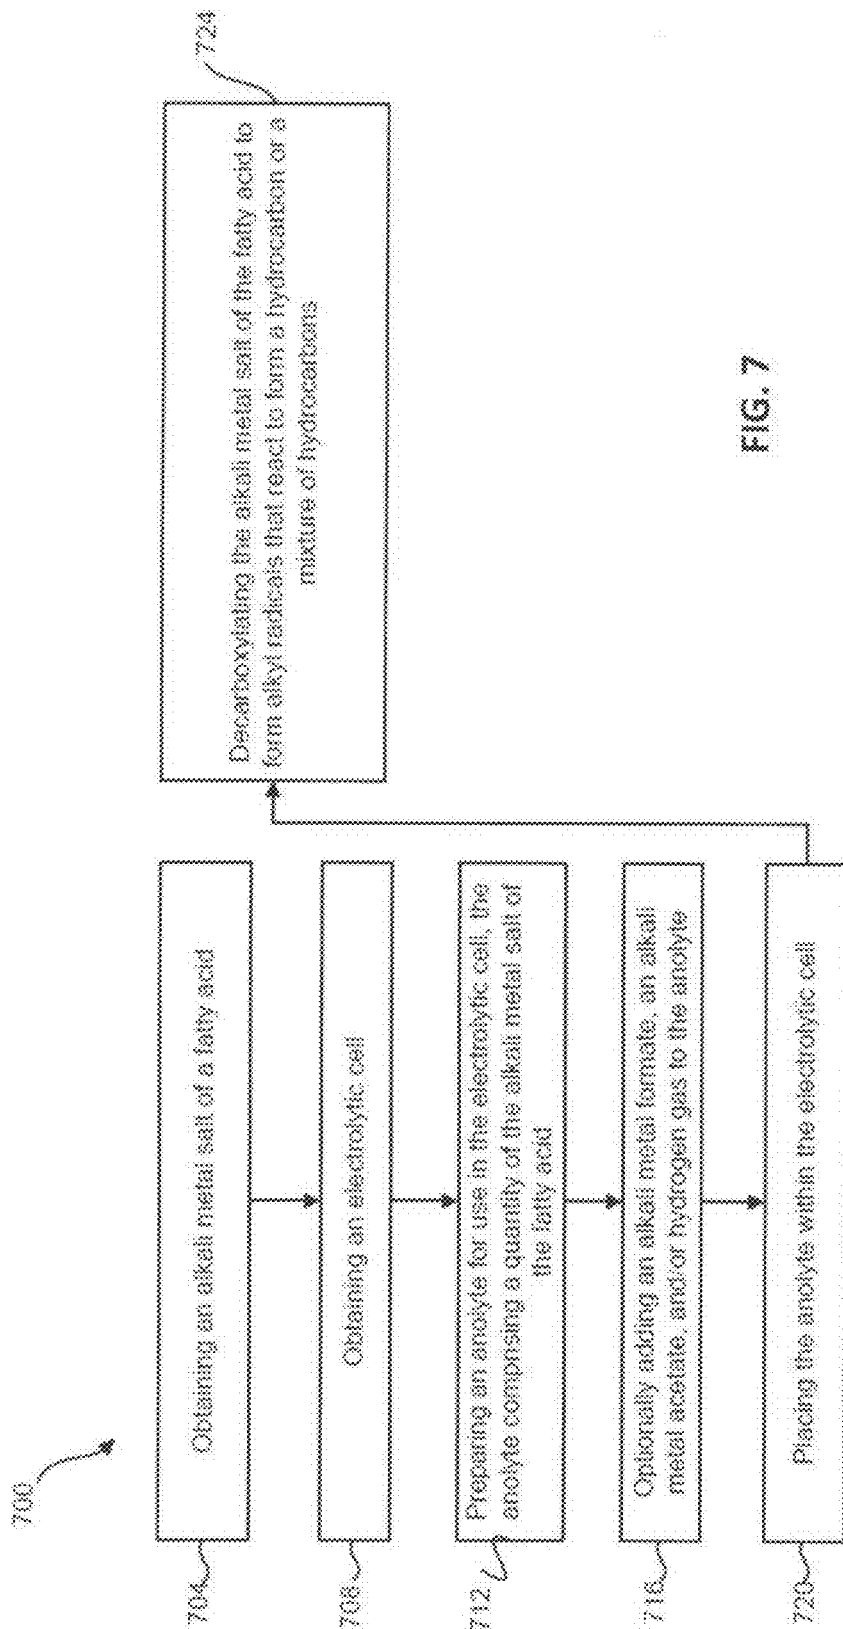 700
704
Obtaining an alkali metal salt of a fatty acid
708
Obtaining an electrolytic cell
712
Preparing an anolyte for use in the electrolytic cell, the
anolyte comprising a quantity of the alkali metal salt of
the fatty acid
716
Optionally adding an alkali metal formate, an alkali
metal acetate, and/or hydrogen gas to the anolyte
720
Placing the anolyte within the electrolytic cell
724
Decarboxylating the alkali metal salt of the fatty acid to
form alkyl radicals that react to form a hydrocarbon or a
mixture of hydrocarbons
FIG. 7